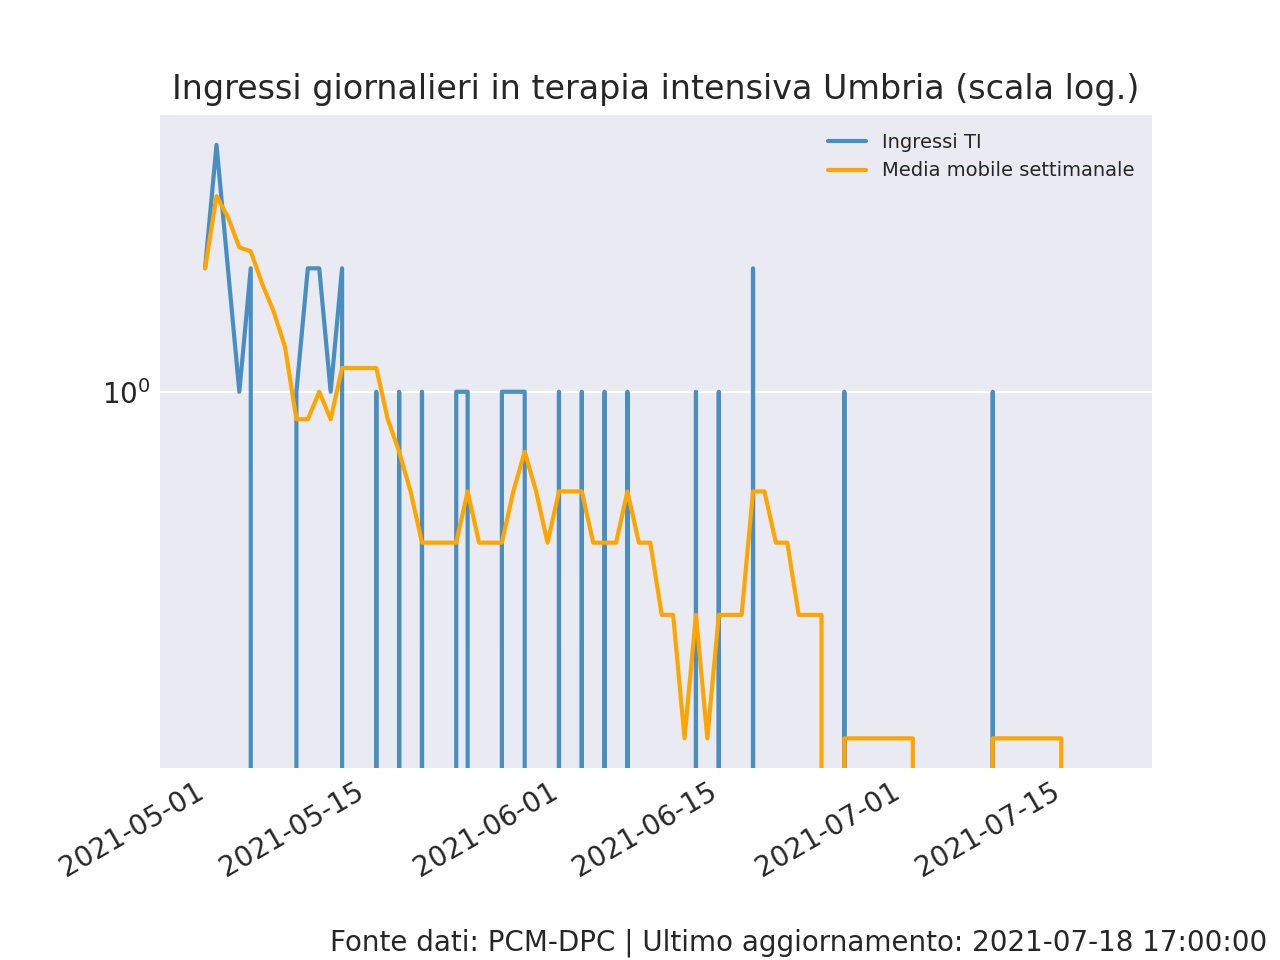 Ingressi giornalieri in terapia intensiva Umbria (scala log.)
Ingressi TI
Media mobile settimanale
10⁰
2021-05-01
2021-05-15
2021-06-01
2021-06-15
2021-07-01
2021-07-15
Fonte dati: PCM-DPC | Ultimo aggiornamento: 2021-07-18 17:00:00